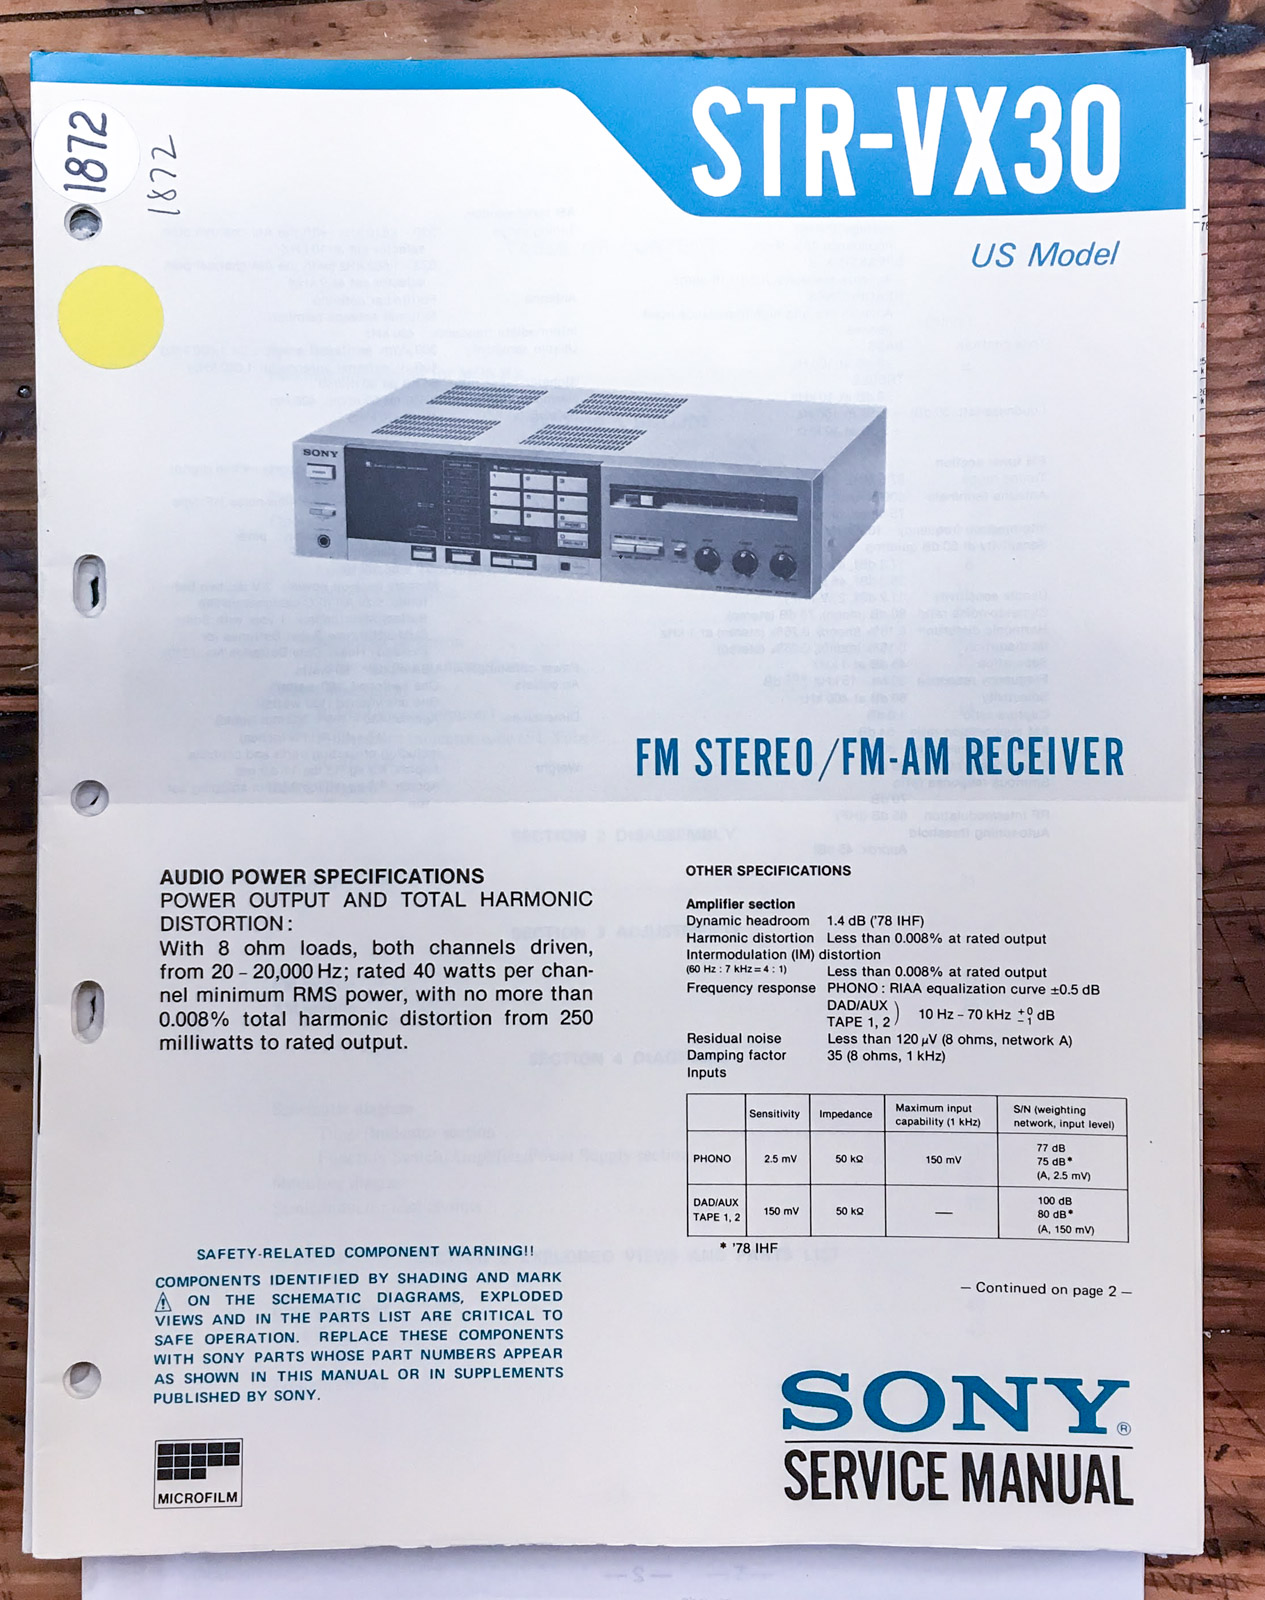 STR-VX30
1872
1872
US Model
SONY
FM STEREO/FM-AM RECEIVER
AUDIO POWER SPECIFICATIONS
POWER OUTPUT AND TOTAL HARMONIC
DISTORTION:
With 8 ohm loads, both channels driven,
from 20 – 20,000 Hz; rated 40 watts per chan-
nel minimum RMS power, with no more than
0.008% total harmonic distortion from 250
milliwatts to rated output.
SAFETY-RELATED COMPONENT WARNING!!
COMPONENTS IDENTIFIED BY SHADING AND MARK
⚠ ON THE SCHEMATIC DIAGRAMS, EXPLODED
VIEWS AND IN THE PARTS LIST ARE CRITICAL TO
SAFE OPERATION. REPLACE THESE COMPONENTS
WITH SONY PARTS WHOSE PART NUMBERS APPEAR
AS SHOWN IN THIS MANUAL OR IN SUPPLEMENTS
PUBLISHED BY SONY.
MICROFILM
OTHER SPECIFICATIONS
Amplifier section
Dynamic headroom 1.4 dB ('78 IHF)
Harmonic distortion Less than 0.008% at rated output
Intermodulation (IM) distortion
(60 Hz : 7 kHz = 4 : 1) Less than 0.008% at rated output
Frequency response PHONO : RIAA equalization curve ±0.5 dB
DAD/AUX
TAPE 1, 2 ) 10 Hz – 70 kHz +0 −1 dB
Residual noise Less than 120 μV (8 ohms, network A)
Damping factor 35 (8 ohms, 1 kHz)
Inputs
Sensitivity Impedance Maximum input capability (1 kHz) S/N (weighting network, input level)
PHONO 2.5 mV 50 kΩ 150 mV 77 dB 75 dB* (A, 2.5 mV)
DAD/AUX TAPE 1, 2 150 mV 50 kΩ — 100 dB 80 dB* (A, 150 mV)
* '78 IHF
— Continued on page 2 —
SONY®
SERVICE MANUAL